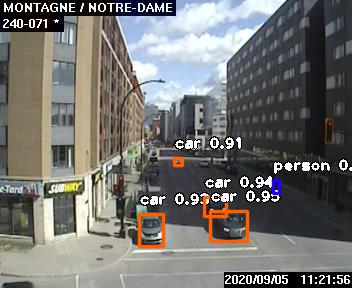 MONTAGNE / NOTRE-DAME
240-071 *
car 0.91
person 0.
car 0.94
car 0.93
car 0.95
e-Tard
SUBWAY
2020/09/05 11:21:56